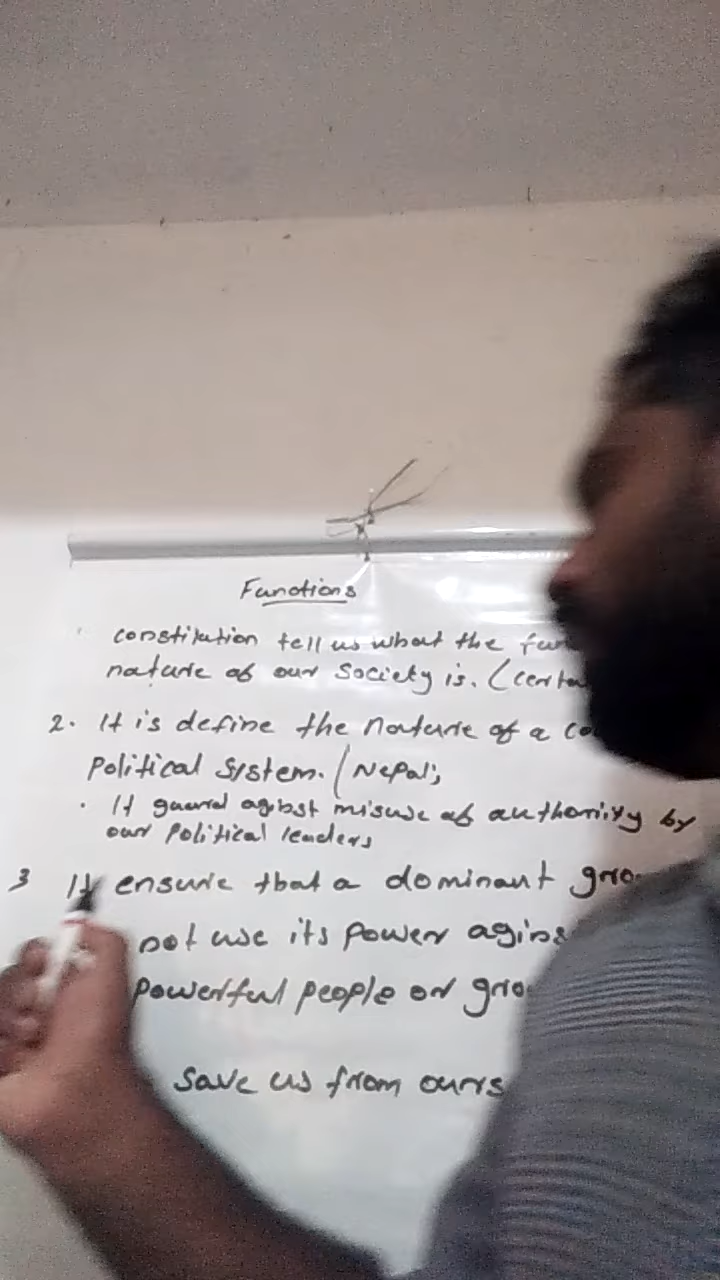 Functions
constitution tell us what the
nature of our Society is.
2. It is define the nature of a
Political System. (Nepal,
. It guard aginst misuse of authority by
our Political leaders
3 It ensure that a dominant
not use its power
powerful people or
Save us from